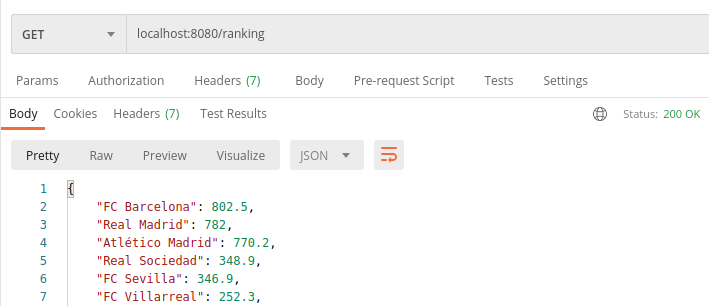 GET localhost:8080/ranking
Params Authorization Headers (7) Body Pre-request Script Tests Settings
Body Cookies Headers (7) Test Results Status: 200 OK
Pretty Raw Preview Visualize JSON
1 {
2 "FC Barcelona": 802.5,
3 "Real Madrid": 782,
4 "Atlético Madrid": 770.2,
5 "Real Sociedad": 348.9,
6 "FC Sevilla": 346.9,
7 "FC Villarreal": 252.3,